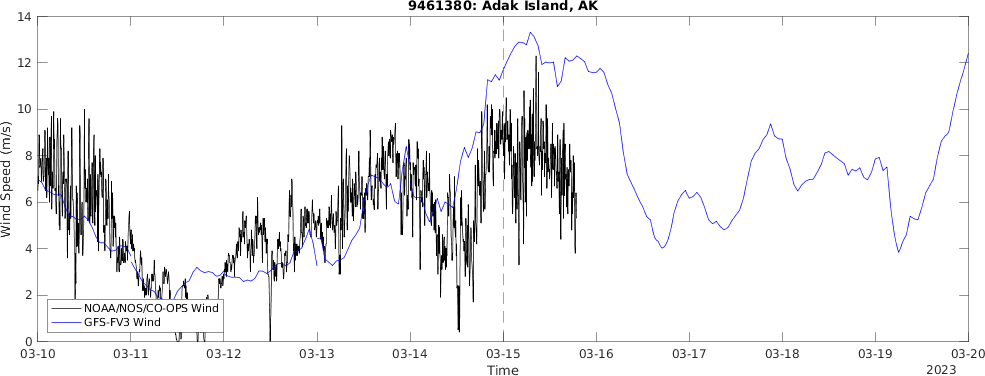 9461380: Adak Island, AK
14
12
10
8
6
4
2
0
Wind Speed (m/s)
NOAA/NOS/CO-OPS Wind
GFS-FV3 Wind
03-10 03-11 03-12 03-13 03-14 03-15 03-16 03-17 03-18 03-19 03-20
Time
2023